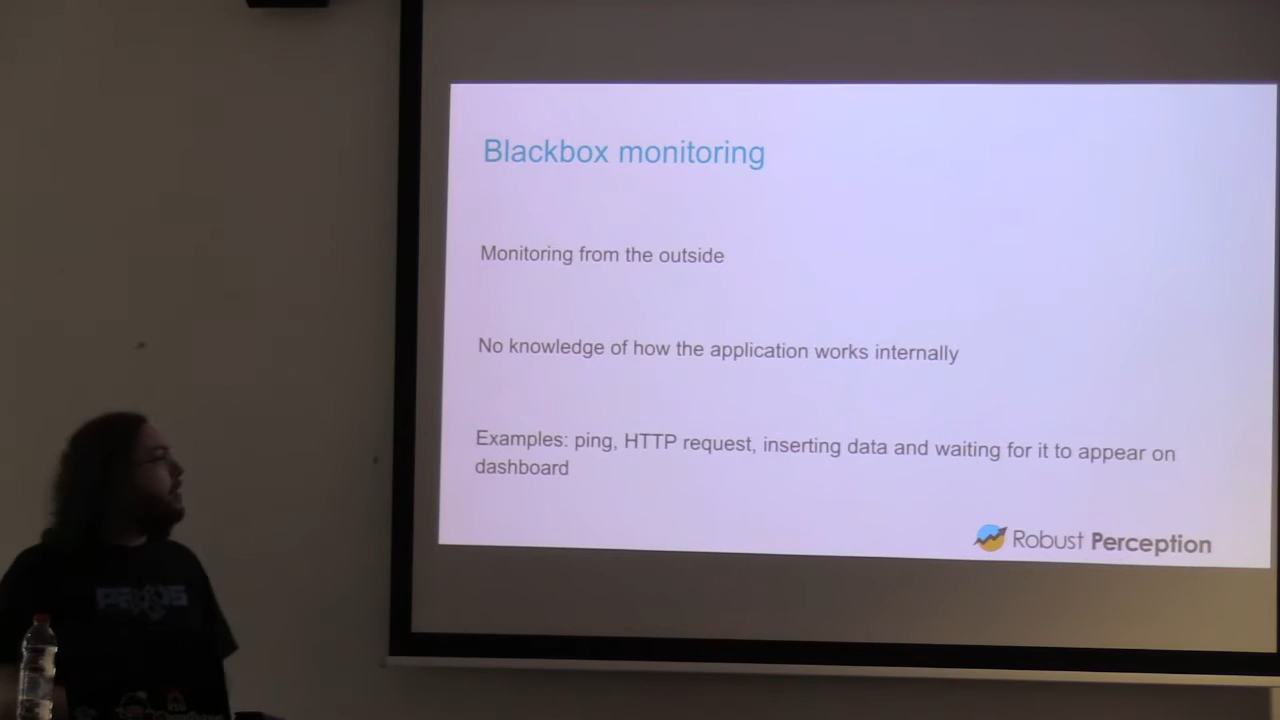 Blackbox monitoring
Monitoring from the outside
No knowledge of how the application works internally
Examples: ping, HTTP request, inserting data and waiting for it to appear on
dashboard
Robust Perception